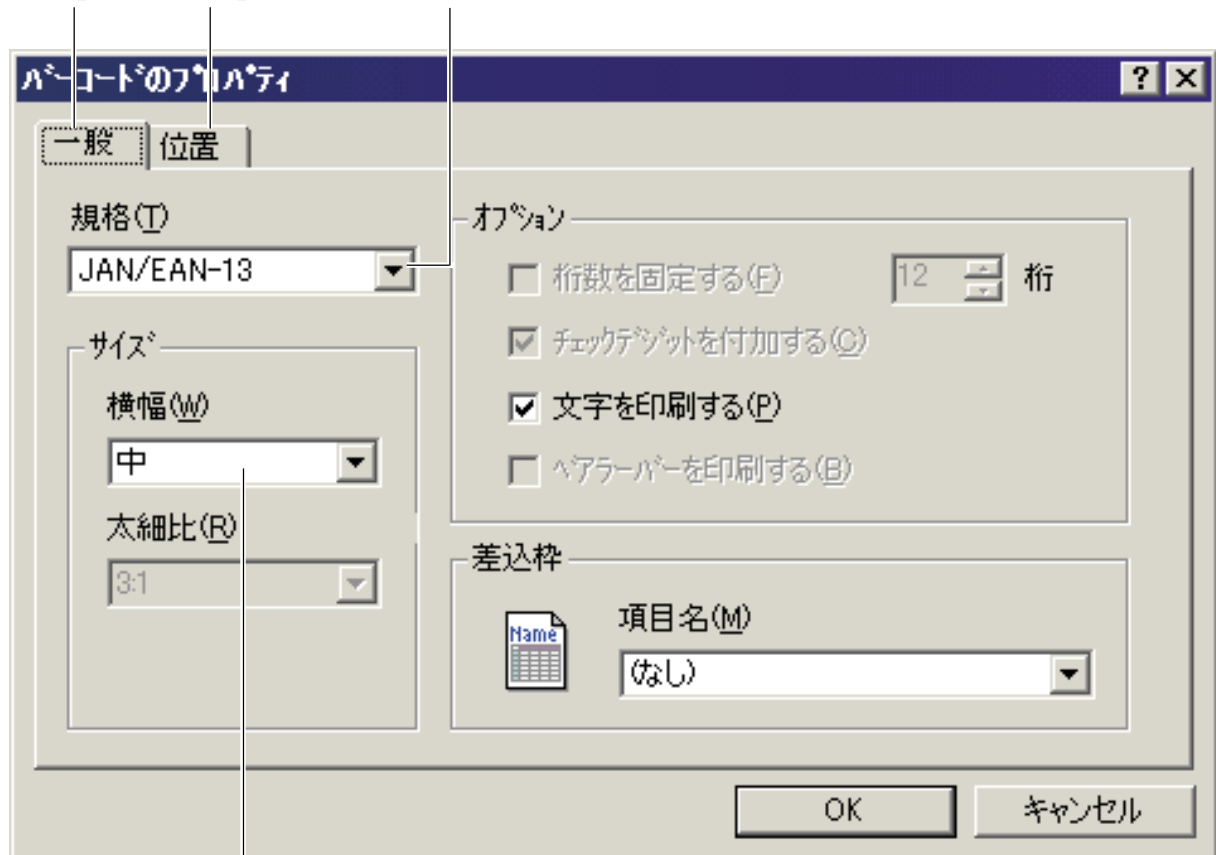 バーコードのプロパティ
一般 位置
規格(T)
JAN/EAN-13
サイズ
横幅(W)
中
太細比(R)
3:1
オプション
桁数を固定する(F) 12 桁
チェックデジットを付加する(C)
文字を印刷する(P)
ベアラーバーを印刷する(B)
差込枠
Name
項目名(M)
(なし)
OK キャンセル